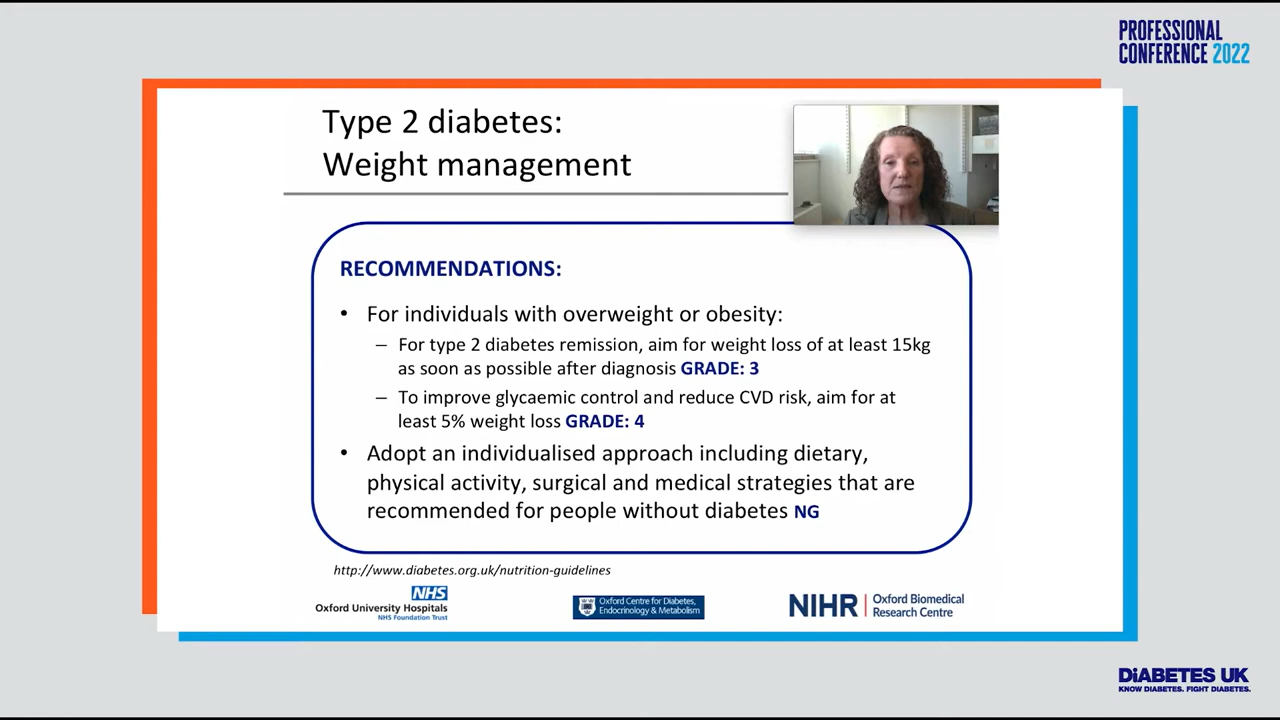 PROFESSIONAL
CONFERENCE 2022
Type 2 diabetes:
Weight management
RECOMMENDATIONS:
• For individuals with overweight or obesity:
– For type 2 diabetes remission, aim for weight loss of at least 15kg
as soon as possible after diagnosis GRADE: 3
– To improve glycaemic control and reduce CVD risk, aim for at
least 5% weight loss GRADE: 4
• Adopt an individualised approach including dietary,
physical activity, surgical and medical strategies that are
recommended for people without diabetes NG
http://www.diabetes.org.uk/nutrition-guidelines
NHS
Oxford University Hospitals
NHS Foundation Trust
Oxford Centre for Diabetes,
Endocrinology & Metabolism
NIHR | Oxford Biomedical
Research Centre
DiABETES UK
KNOW DIABETES. FIGHT DIABETES.